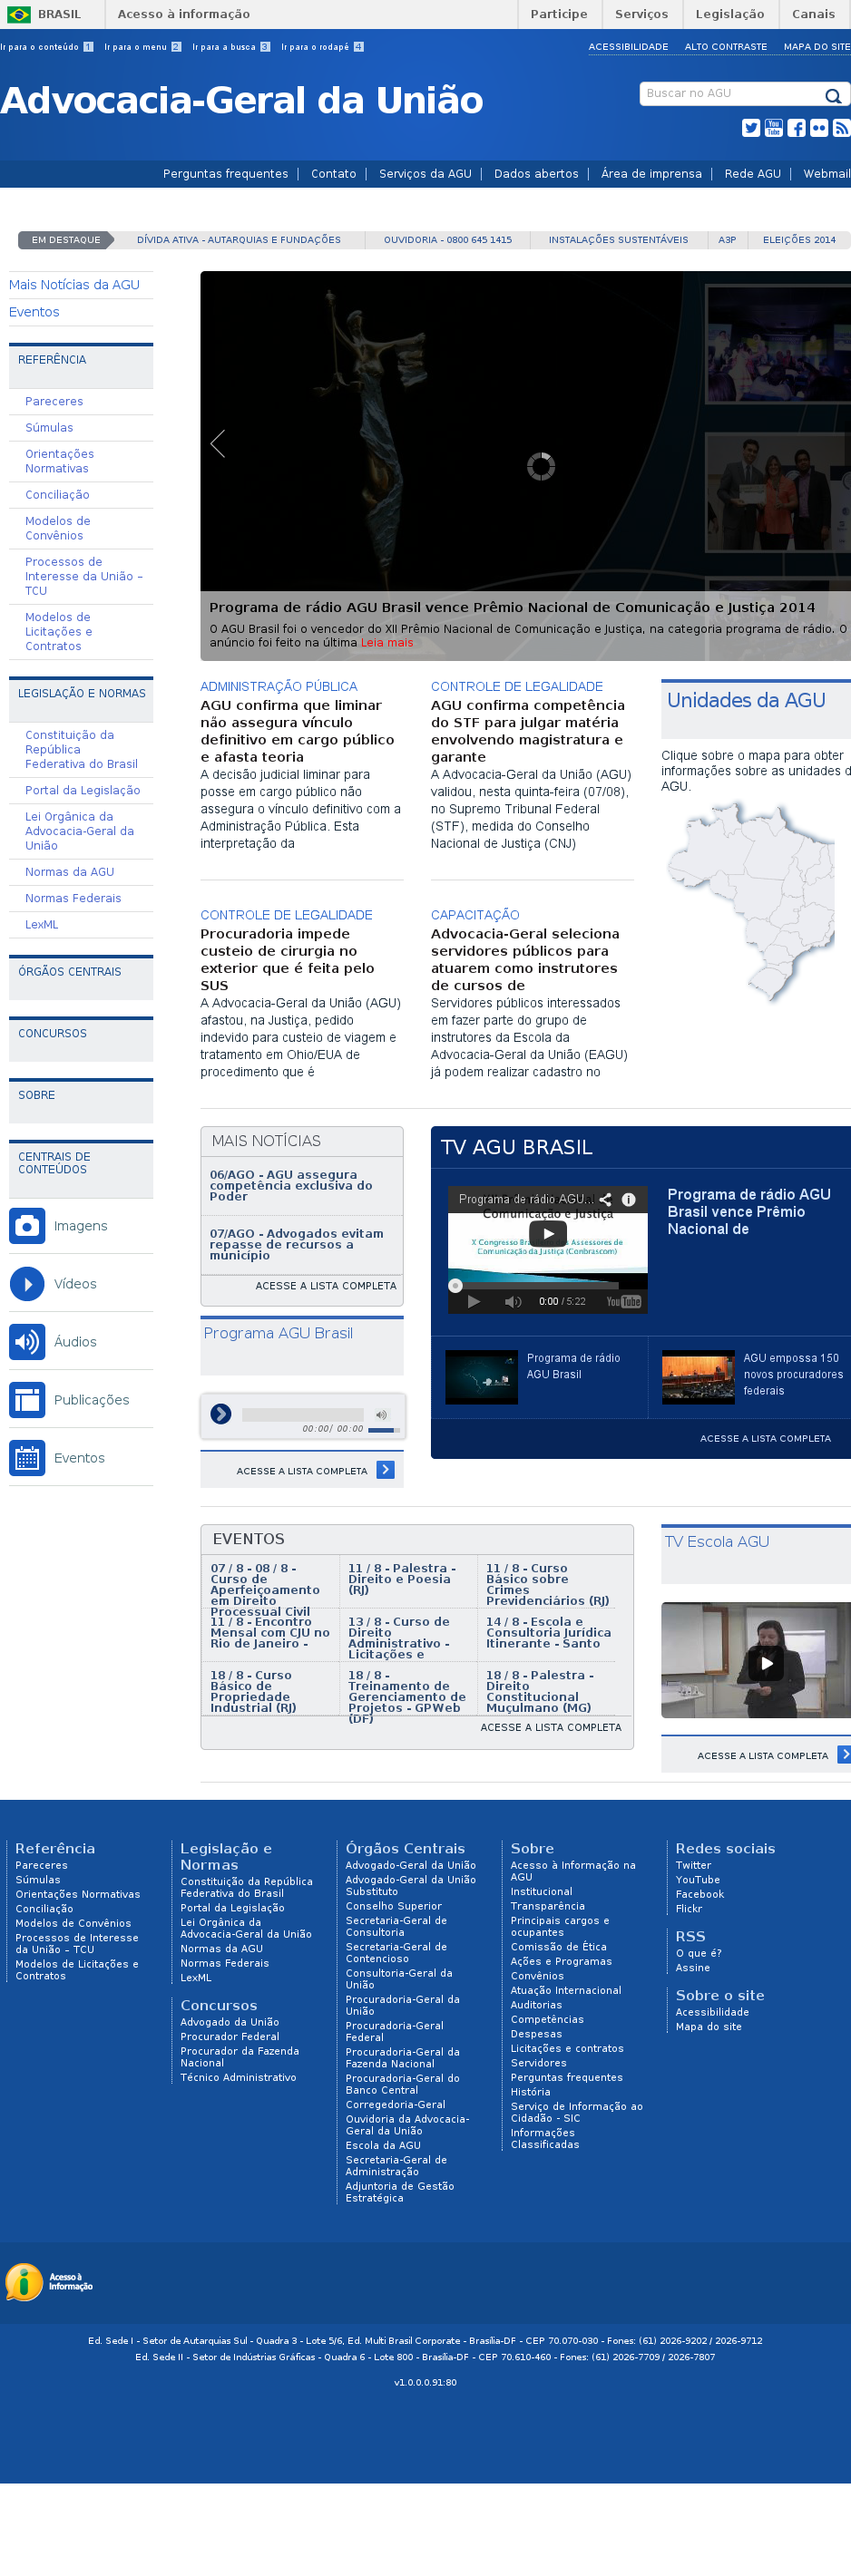 BRASIL
Acesso à informação
Participe
Serviços
Legislação
Canais
Ir para o conteúdo 1
Ir para o menu 2
Ir para a busca 3
Ir para o rodapé 4
ACESSIBILIDADE
ALTO CONTRASTE
MAPA DO SITE
Advocacia-Geral da União
Buscar no AGU
Perguntas frequentes
Contato
Serviços da AGU
Dados abertos
Área de imprensa
Rede AGU
Webmail
EM DESTAQUE
DÍVIDA ATIVA - AUTARQUIAS E FUNDAÇÕES
OUVIDORIA - 0800 645 1415
INSTALAÇÕES SUSTENTÁVEIS
A3P
ELEIÇÕES 2014
Mais Notícias da AGU
Eventos
REFERÊNCIA
Pareceres
Súmulas
Orientações
Normativas
Conciliação
Modelos de
Convênios
Processos de
Interesse da União –
TCU
Modelos de
Licitações e
Contratos
LEGISLAÇÃO E NORMAS
Constituição da
República
Federativa do Brasil
Portal da Legislação
Lei Orgânica da
Advocacia-Geral da
União
Normas da AGU
Normas Federais
LexML
ÓRGÃOS CENTRAIS
CONCURSOS
SOBRE
CENTRAIS DE
CONTEÚDOS
Imagens
Vídeos
Áudios
Publicações
Eventos
Programa de rádio AGU Brasil vence Prêmio Nacional de Comunicação e Justiça 2014
O AGU Brasil foi o vencedor do XII Prêmio Nacional de Comunicação e Justiça, na categoria programa de rádio. O
anúncio foi feito na última Leia mais
ADMINISTRAÇÃO PÚBLICA
AGU confirma que liminar
não assegura vínculo
definitivo em cargo público
e afasta teoria
A decisão judicial liminar para
posse em cargo público não
assegura o vínculo definitivo com a
Administração Pública. Esta
interpretação da
CONTROLE DE LEGALIDADE
AGU confirma competência
do STF para julgar matéria
envolvendo magistratura e
garante
A Advocacia-Geral da União (AGU)
validou, nesta quinta-feira (07/08),
no Supremo Tribunal Federal
(STF), medida do Conselho
Nacional de Justiça (CNJ)
Unidades da AGU
Clique sobre o mapa para obter
informações sobre as unidades d
AGU.
CONTROLE DE LEGALIDADE
Procuradoria impede
custeio de cirurgia no
exterior que é feita pelo
SUS
A Advocacia-Geral da União (AGU)
afastou, na Justiça, pedido
indevido para custeio de viagem e
tratamento em Ohio/EUA de
procedimento que é
CAPACITAÇÃO
Advocacia-Geral seleciona
servidores públicos para
atuarem como instrutores
de cursos de
Servidores públicos interessados
em fazer parte do grupo de
instrutores da Escola da
Advocacia-Geral da União (EAGU)
já podem realizar cadastro no
MAIS NOTÍCIAS
06/AGO - AGU assegura
competência exclusiva do
Poder
07/AGO - Advogados evitam
repasse de recursos a
município
ACESSE A LISTA COMPLETA
Programa AGU Brasil
00:00/ 00:00
ACESSE A LISTA COMPLETA
TV AGU BRASIL
Programa de rádio AGU...
Comunicação e Justiça
X Congresso Brasileiro dos Assessores de
Comunicação da Justiça (Conbrascom)
0:00 / 5:22
YouTube
Programa de rádio AGU
Brasil vence Prêmio
Nacional de
Programa de rádio
AGU Brasil
AGU empossa 150
novos procuradores
federais
ACESSE A LISTA COMPLETA
EVENTOS
07 / 8 - 08 / 8 -
Curso de
Aperfeiçoamento
em Direito
Processual Civil
11 / 8 - Palestra -
Direito e Poesia
(RJ)
11 / 8 - Curso
Básico sobre
Crimes
Previdenciários (RJ)
11 / 8 - Encontro
Mensal com CJU no
Rio de Janeiro -
13 / 8 - Curso de
Direito
Administrativo -
Licitações e
14 / 8 - Escola e
Consultoria Jurídica
Itinerante - Santo
18 / 8 - Curso
Básico de
Propriedade
Industrial (RJ)
18 / 8 -
Treinamento de
Gerenciamento de
Projetos - GPWeb
(DF)
18 / 8 - Palestra -
Direito
Constitucional
Muçulmano (MG)
ACESSE A LISTA COMPLETA
TV Escola AGU
ACESSE A LISTA COMPLETA
Referência
Pareceres
Súmulas
Orientações Normativas
Conciliação
Modelos de Convênios
Processos de Interesse
da União – TCU
Modelos de Licitações e
Contratos
Legislação e
Normas
Constituição da República
Federativa do Brasil
Portal da Legislação
Lei Orgânica da
Advocacia-Geral da União
Normas da AGU
Normas Federais
LexML
Concursos
Advogado da União
Procurador Federal
Procurador da Fazenda
Nacional
Técnico Administrativo
Órgãos Centrais
Advogado-Geral da União
Advogado-Geral da União
Substituto
Conselho Superior
Secretaria-Geral de
Consultoria
Secretaria-Geral de
Contencioso
Consultoria-Geral da
União
Procuradoria-Geral da
União
Procuradoria-Geral
Federal
Procuradoria-Geral da
Fazenda Nacional
Procuradoria-Geral do
Banco Central
Corregedoria-Geral
Ouvidoria da Advocacia-
Geral da União
Escola da AGU
Secretaria-Geral de
Administração
Adjuntoria de Gestão
Estratégica
Sobre
Acesso à Informação na
AGU
Institucional
Transparência
Principais cargos e
ocupantes
Comissão de Ética
Ações e Programas
Convênios
Atuação Internacional
Auditorias
Competências
Despesas
Licitações e contratos
Servidores
Perguntas frequentes
História
Serviço de Informação ao
Cidadão - SIC
Informações
Classificadas
Redes sociais
Twitter
YouTube
Facebook
Flickr
RSS
O que é?
Assine
Sobre o site
Acessibilidade
Mapa do site
Acesso à
Informação
Ed. Sede I - Setor de Autarquias Sul - Quadra 3 - Lote 5/6, Ed. Multi Brasil Corporate - Brasília-DF - CEP 70.070-030 - Fones: (61) 2026-9202 / 2026-9712
Ed. Sede II - Setor de Indústrias Gráficas - Quadra 6 - Lote 800 - Brasília-DF - CEP 70.610-460 - Fones: (61) 2026-7709 / 2026-7807
v1.0.0.0.91:80